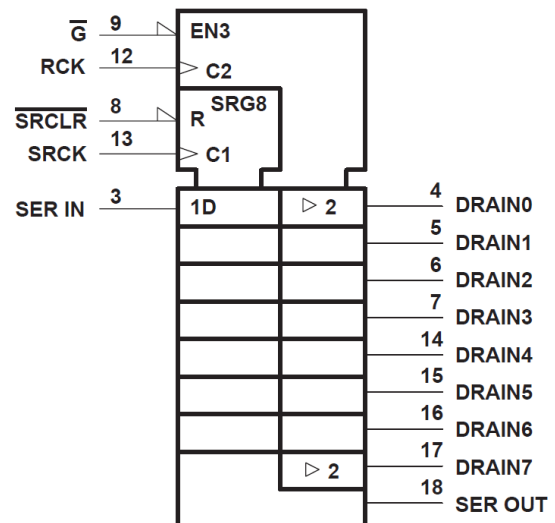 G̅ 9 EN3
RCK 12 C2
SRG8
S̅R̅C̅L̅R̅ 8 R
SRCK 13 C1
SER IN 3 1D 2 4 DRAIN0
5 DRAIN1
6 DRAIN2
7 DRAIN3
14 DRAIN4
15 DRAIN5
16 DRAIN6
2 17 DRAIN7
18 SER OUT